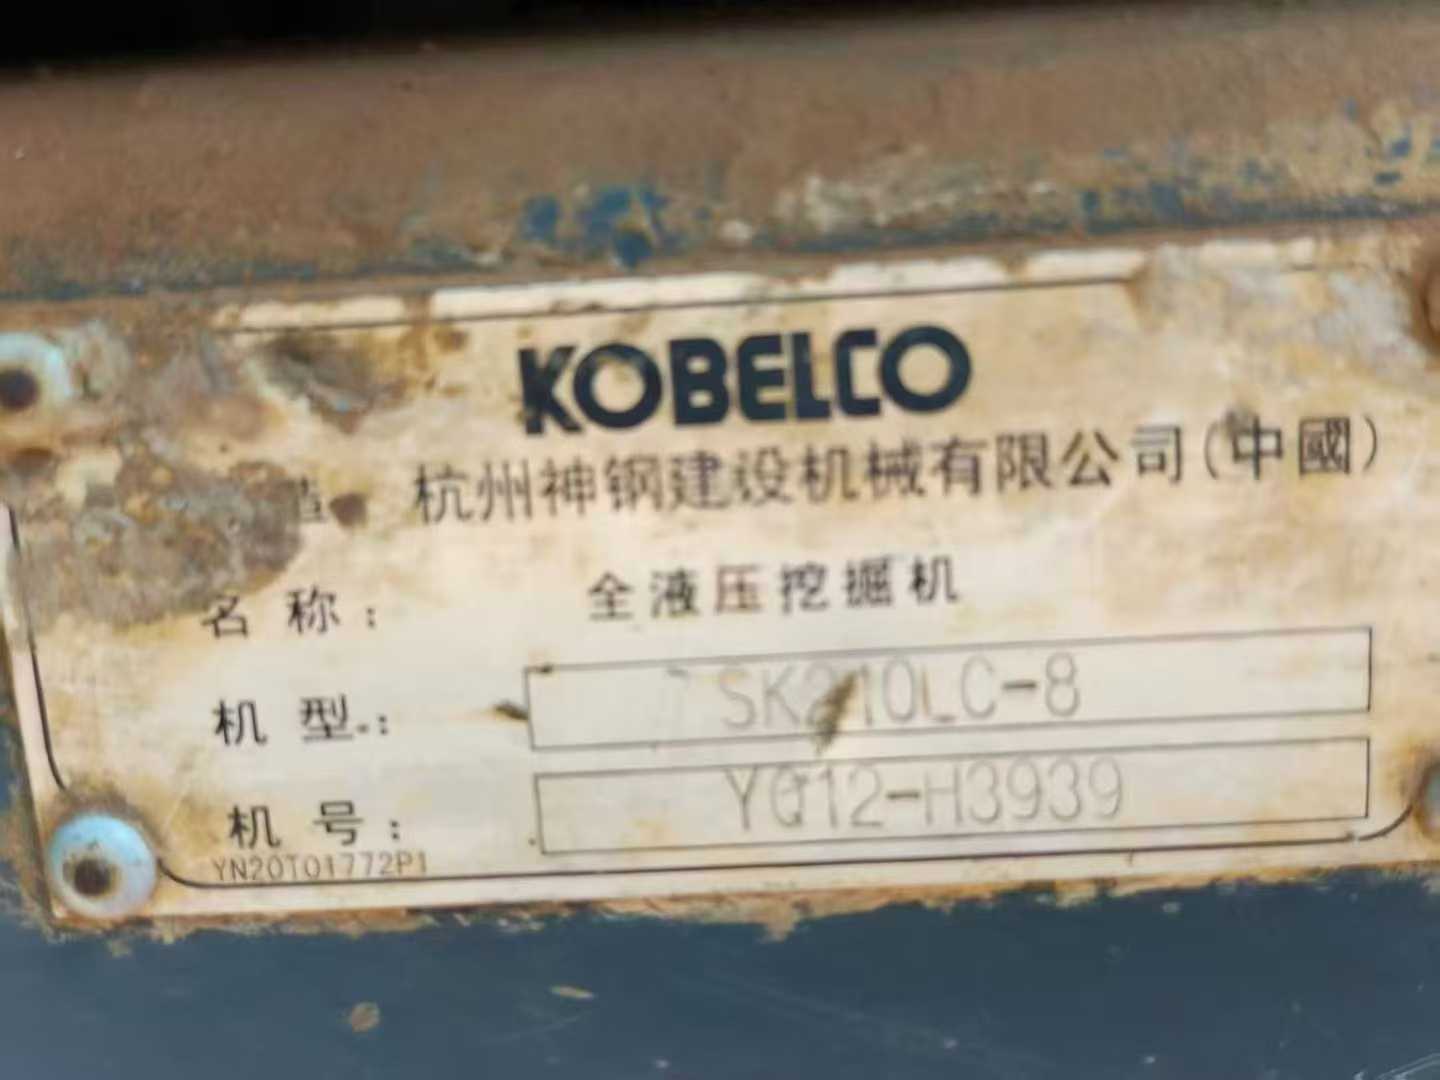 KOBELCO
造 杭州神钢建设机械有限公司(中國)
名称: 全液压挖掘机
机型: SK210LC-8
机号: YQ12-H3939
YN20T01772P1